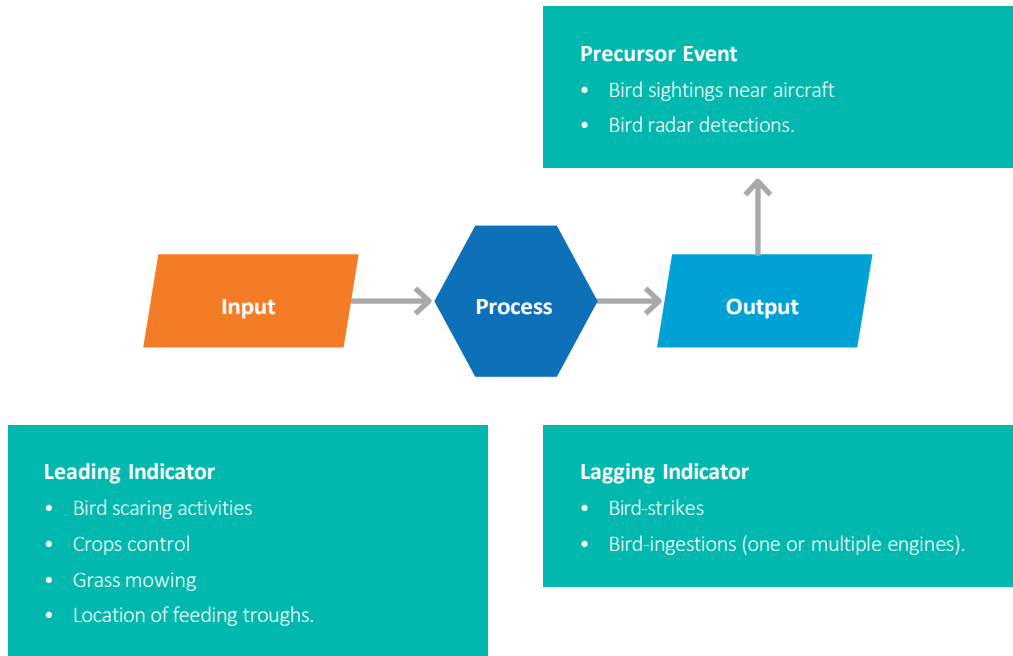 Precursor Event
• Bird sightings near aircraft
• Bird radar detections.
Input
Process
Output
Leading Indicator
• Bird scaring activities
• Crops control
• Grass mowing
• Location of feeding troughs.
Lagging Indicator
• Bird-strikes
• Bird-ingestions (one or multiple engines).